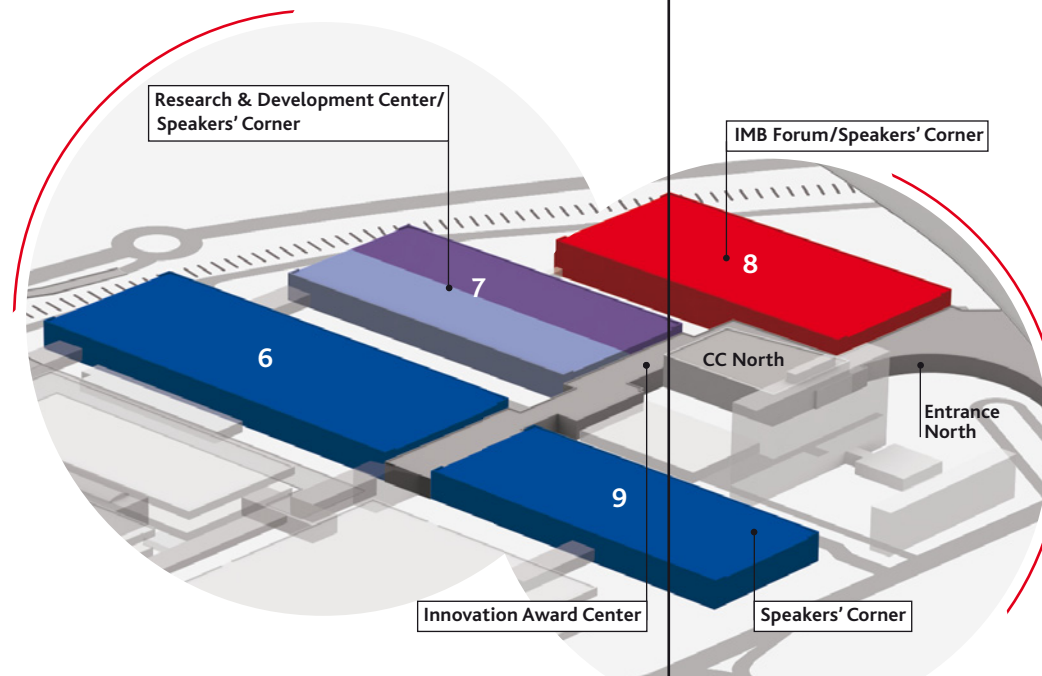 Research & Development Center/
Speakers’ Corner
IMB Forum/Speakers’ Corner
8
7
6
CC North
Entrance
North
9
Innovation Award Center
Speakers’ Corner